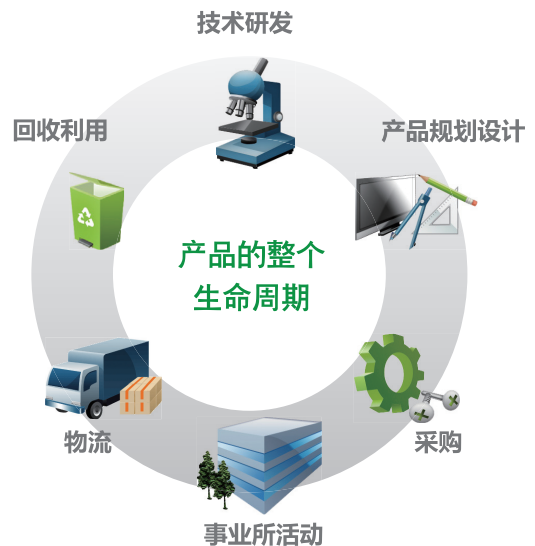 技术研发
回收利用
产品规划设计
产品的整个
生命周期
物流
采购
事业所活动